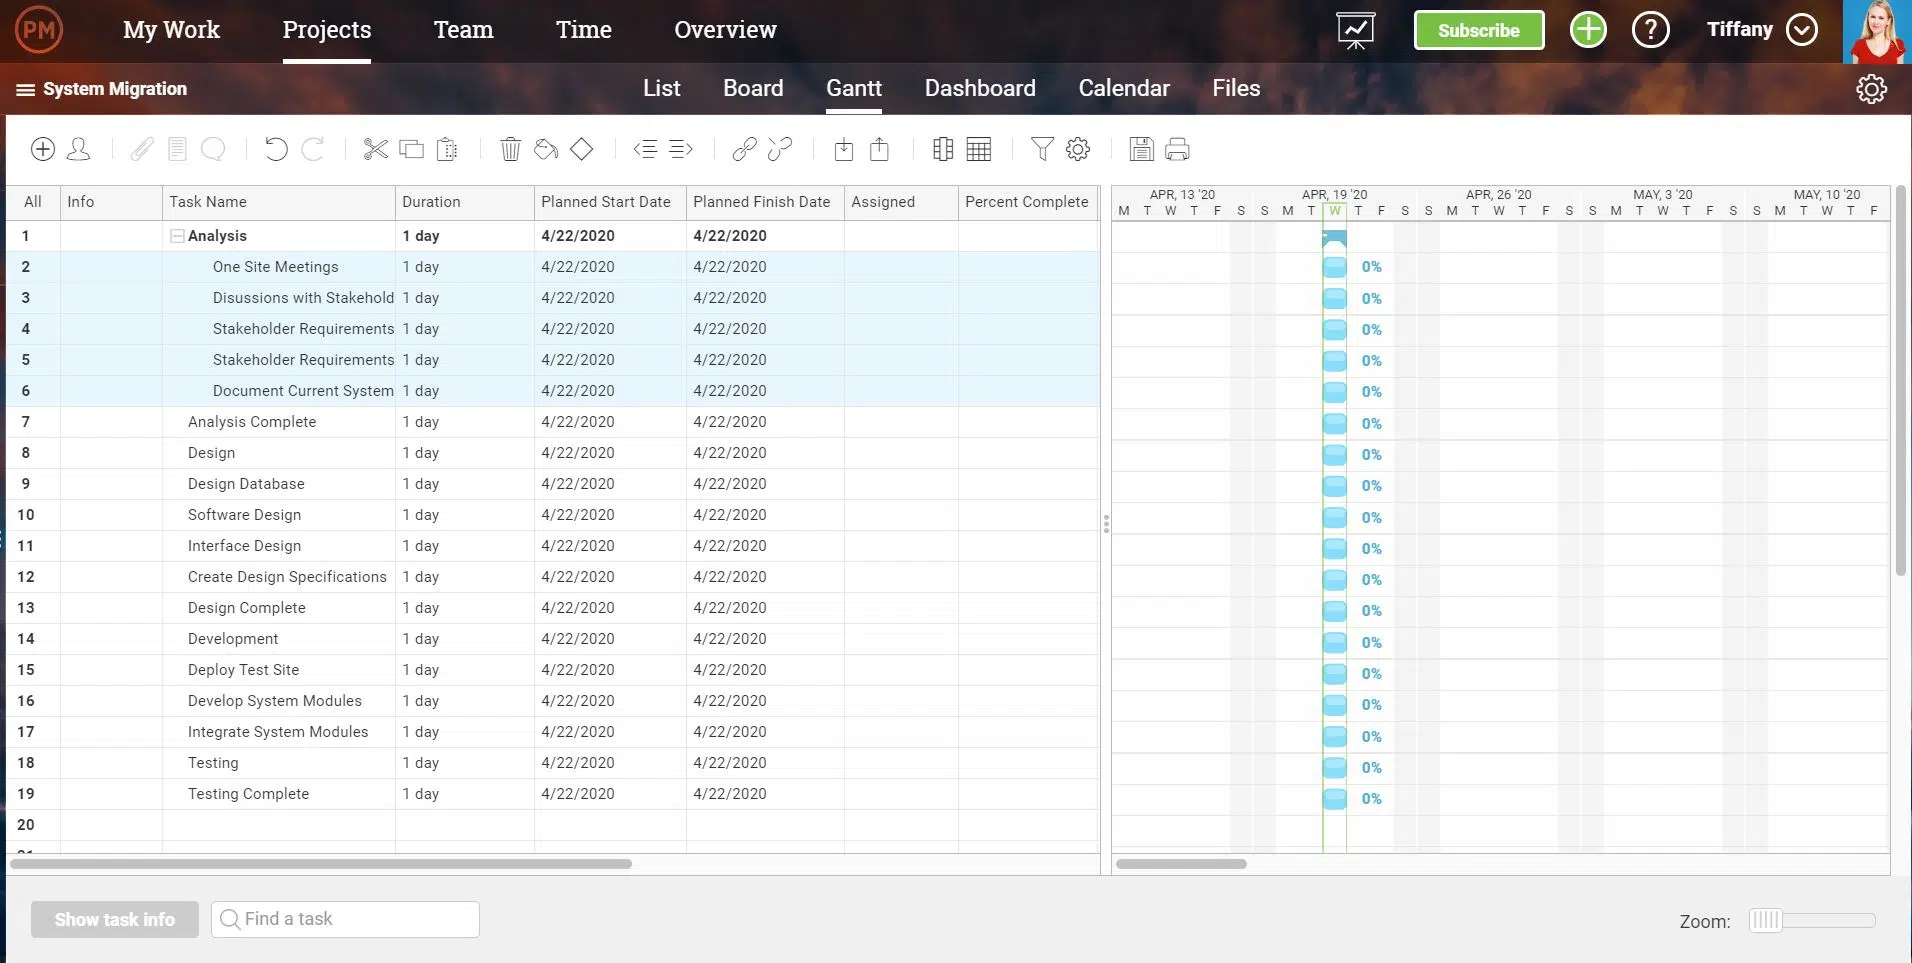 PM My Work Projects Team Time Overview Subscribe ? Tiffany
System Migration List Board Gantt Dashboard Calendar Files
All Info Task Name Duration Planned Start Date Planned Finish Date Assigned Percent Complete
APR, 13 '20 APR, 19 '20 APR, 26 '20 MAY, 3 '20 MAY, 10 '20
M T W T F S S M T W T F S S M T W T F S S M T W T F S S M T W T F
1 Analysis 1 day 4/22/2020 4/22/2020
2 One Site Meetings 1 day 4/22/2020 4/22/2020 0%
3 Disussions with Stakehold 1 day 4/22/2020 4/22/2020 0%
4 Stakeholder Requirements 1 day 4/22/2020 4/22/2020 0%
5 Stakeholder Requirements 1 day 4/22/2020 4/22/2020 0%
6 Document Current System 1 day 4/22/2020 4/22/2020 0%
7 Analysis Complete 1 day 4/22/2020 4/22/2020 0%
8 Design 1 day 4/22/2020 4/22/2020 0%
9 Design Database 1 day 4/22/2020 4/22/2020 0%
10 Software Design 1 day 4/22/2020 4/22/2020 0%
11 Interface Design 1 day 4/22/2020 4/22/2020 0%
12 Create Design Specifications 1 day 4/22/2020 4/22/2020 0%
13 Design Complete 1 day 4/22/2020 4/22/2020 0%
14 Development 1 day 4/22/2020 4/22/2020 0%
15 Deploy Test Site 1 day 4/22/2020 4/22/2020 0%
16 Develop System Modules 1 day 4/22/2020 4/22/2020 0%
17 Integrate System Modules 1 day 4/22/2020 4/22/2020 0%
18 Testing 1 day 4/22/2020 4/22/2020 0%
19 Testing Complete 1 day 4/22/2020 4/22/2020 0%
20
Show task info Find a task Zoom: